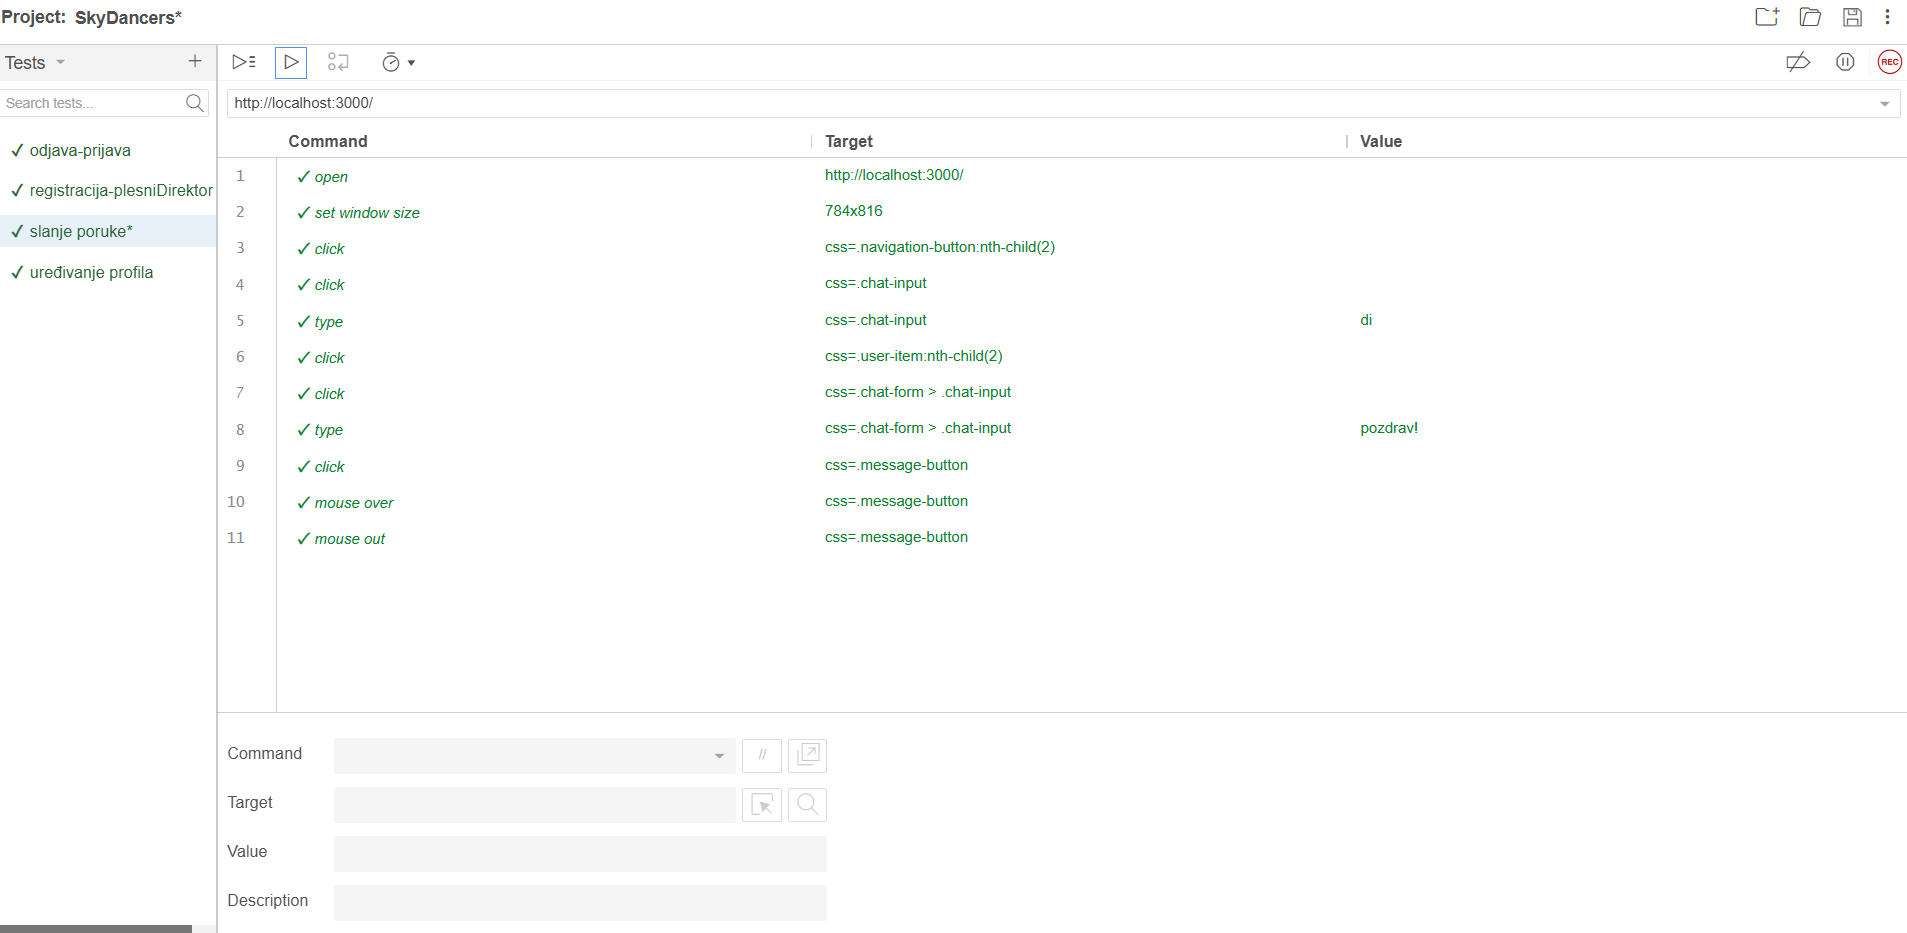 Project: SkyDancers*
Tests
REC
Search tests...
http://localhost:3000/
Command Target Value
odjava-prijava
registracija-plesniDirektor
slanje poruke*
uređivanje profila
1 open http://localhost:3000/
2 set window size 784x816
3 click css=.navigation-button:nth-child(2)
4 click css=.chat-input
5 type css=.chat-input di
6 click css=.user-item:nth-child(2)
7 click css=.chat-form > .chat-input
8 type css=.chat-form > .chat-input pozdrav!
9 click css=.message-button
10 mouse over css=.message-button
11 mouse out css=.message-button
Command //
Target
Value
Description